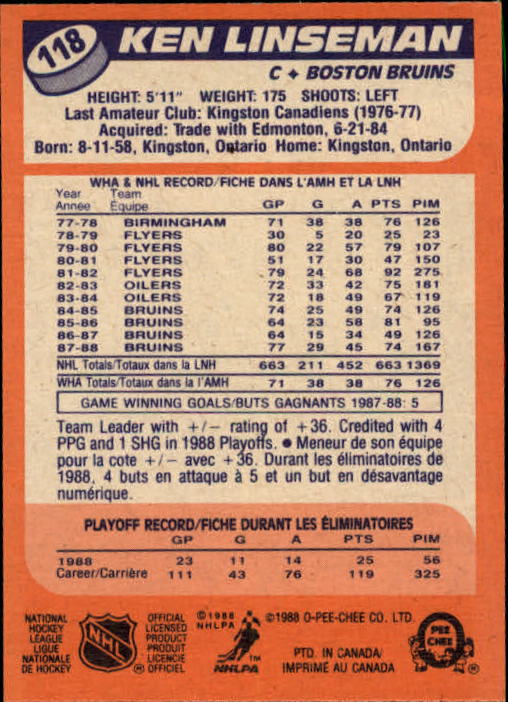 118
KEN LINSEMAN
C ♦ BOSTON BRUINS
HEIGHT: 5'11" WEIGHT: 175 SHOOTS: LEFT
Last Amateur Club: Kingston Canadiens (1976-77)
Acquired: Trade with Edmonton, 6-21-84
Born: 8-11-58, Kingston, Ontario Home: Kingston, Ontario
WHA & NHL RECORD/FICHE DANS L'AMH ET LA LNH
Year Team
Année Équipe GP G A PTS PIM
77-78 BIRMINGHAM 71 38 38 76 126
78-79 FLYERS 30 5 20 25 23
79-80 FLYERS 80 22 57 79 107
80-81 FLYERS 51 17 30 47 150
81-82 FLYERS 79 24 68 92 275
82-83 OILERS 72 33 42 75 181
83-84 OILERS 72 18 49 67 119
84-85 BRUINS 74 25 49 74 126
85-86 BRUINS 64 23 58 81 95
86-87 BRUINS 64 15 34 49 126
87-88 BRUINS 77 29 45 74 167
NHL Totals/Totaux dans la LNH 663 211 452 663 1369
WHA Totals/Totaux dans la l'AMH 71 38 38 76 126
GAME WINNING GOALS/BUTS GAGNANTS 1987-88: 5
Team Leader with +/- rating of +36. Credited with 4
PPG and 1 SHG in 1988 Playoffs. ● Meneur de son équipe
pour la cote +/- avec +36. Durant les éliminatoires de
1988, 4 buts en attaque à 5 et un but en désavantage
numérique.
PLAYOFF RECORD/FICHE DURANT LES ÉLIMINATOIRES
GP G A PTS PIM
1988 23 11 14 25 56
Career/Carrière 111 43 76 119 325
NATIONAL
HOCKEY
LEAGUE
LIGUE
NATIONALE
DE HOCKEY
NHL
®
OFFICIAL
LICENSED
PRODUCT
PRODUIT
LICENCIE
OFFICIEL
©1988
NHLPA
TM
NHLPA
©1988 O-PEE-CHEE CO. LTD.
PTD. IN CANADA/
IMPRIMÉ AU CANADA
O
PEE
CHEE
®